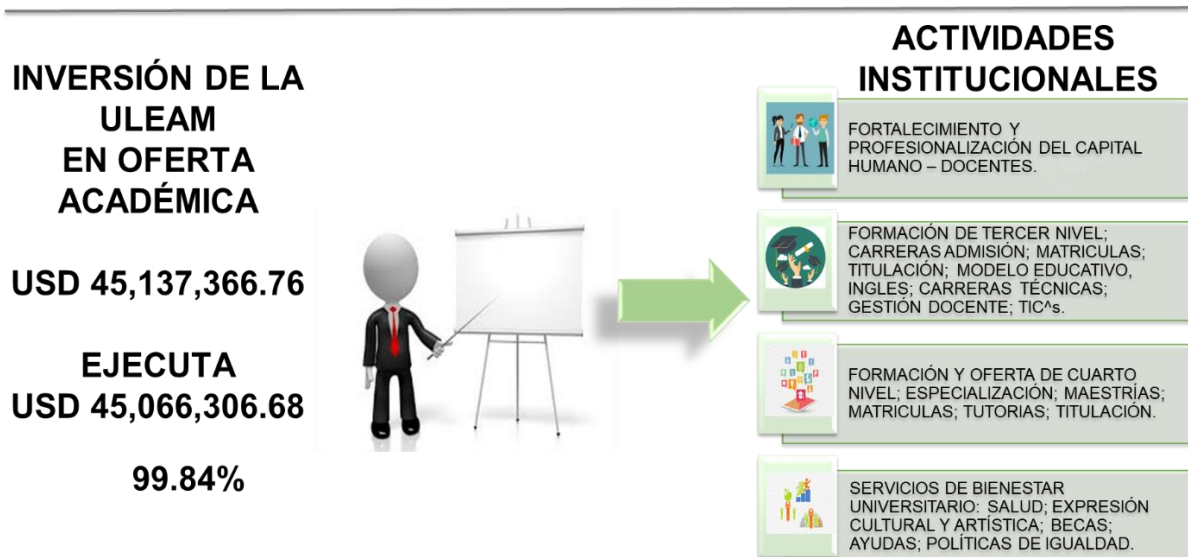 INVERSIÓN DE LA
ULEAM
EN OFERTA
ACADÉMICA
USD 45,137,366.76
EJECUTA
USD 45,066,306.68
99.84%
ACTIVIDADES
INSTITUCIONALES
FORTALECIMIENTO Y
PROFESIONALIZACIÓN DEL CAPITAL
HUMANO – DOCENTES.
FORMACIÓN DE TERCER NIVEL;
CARRERAS ADMISIÓN; MATRICULAS;
TITULACIÓN; MODELO EDUCATIVO,
INGLES; CARRERAS TÉCNICAS;
GESTIÓN DOCENTE; TIC^s.
FORMACIÓN Y OFERTA DE CUARTO
NIVEL; ESPECIALIZACIÓN; MAESTRÍAS;
MATRICULAS; TUTORIAS; TITULACIÓN.
SERVICIOS DE BIENESTAR
UNIVERSITARIO: SALUD; EXPRESIÓN
CULTURAL Y ARTÍSTICA; BECAS;
AYUDAS; POLÍTICAS DE IGUALDAD.